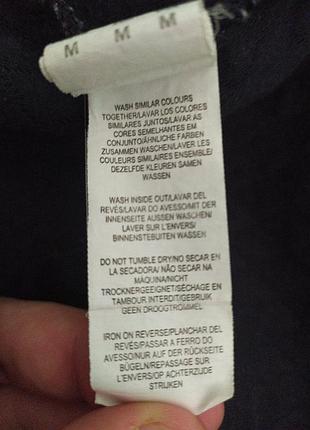 M M M
WASH SIMILAR COLOURS
TOGETHER/LAVAR LOS COLORES
SIMILARES JUNTOS/LAVAR AS
CORES SEMELHANTES EM
CONJUNTO/ÄHNLICHE FARBEN
ZUSAMMEN WASCHEN/LAVER LES
COULEURS SIMILAIRES ENSEMBLE/
DEZELFDE KLEUREN SAMEN
WASSEN
WASH INSIDE OUT/LAVAR DEL
REVÉS/LAVAR DO AVESSO/MIT DER
INNENSEITE AUSSEN WASCHEN/
LAVER SUR L'ENVERS/
BINNENSTEBUITEN WASSEN
DO NOT TUMBLE DRY/NO SECAR EN
LA SECADORA/ NÃO SECAR NA
MÁQUINA/NICHT
TROCKNERGEEIGNET/SÉCHAGE EN
TAMBOUR INTERDIT/GEBRUIK
GEEN DROOGTROMMEL
IRON ON REVERSE/PLANCHAR DEL
REVÉS/PASSAR A FERRO DO
AVESSO/NUR AUF DER RÜCKSEITE
BÜGELN/REPASSAGE SUR
L'ENVERS/OP ACHTERZIJDE
STRIJKEN